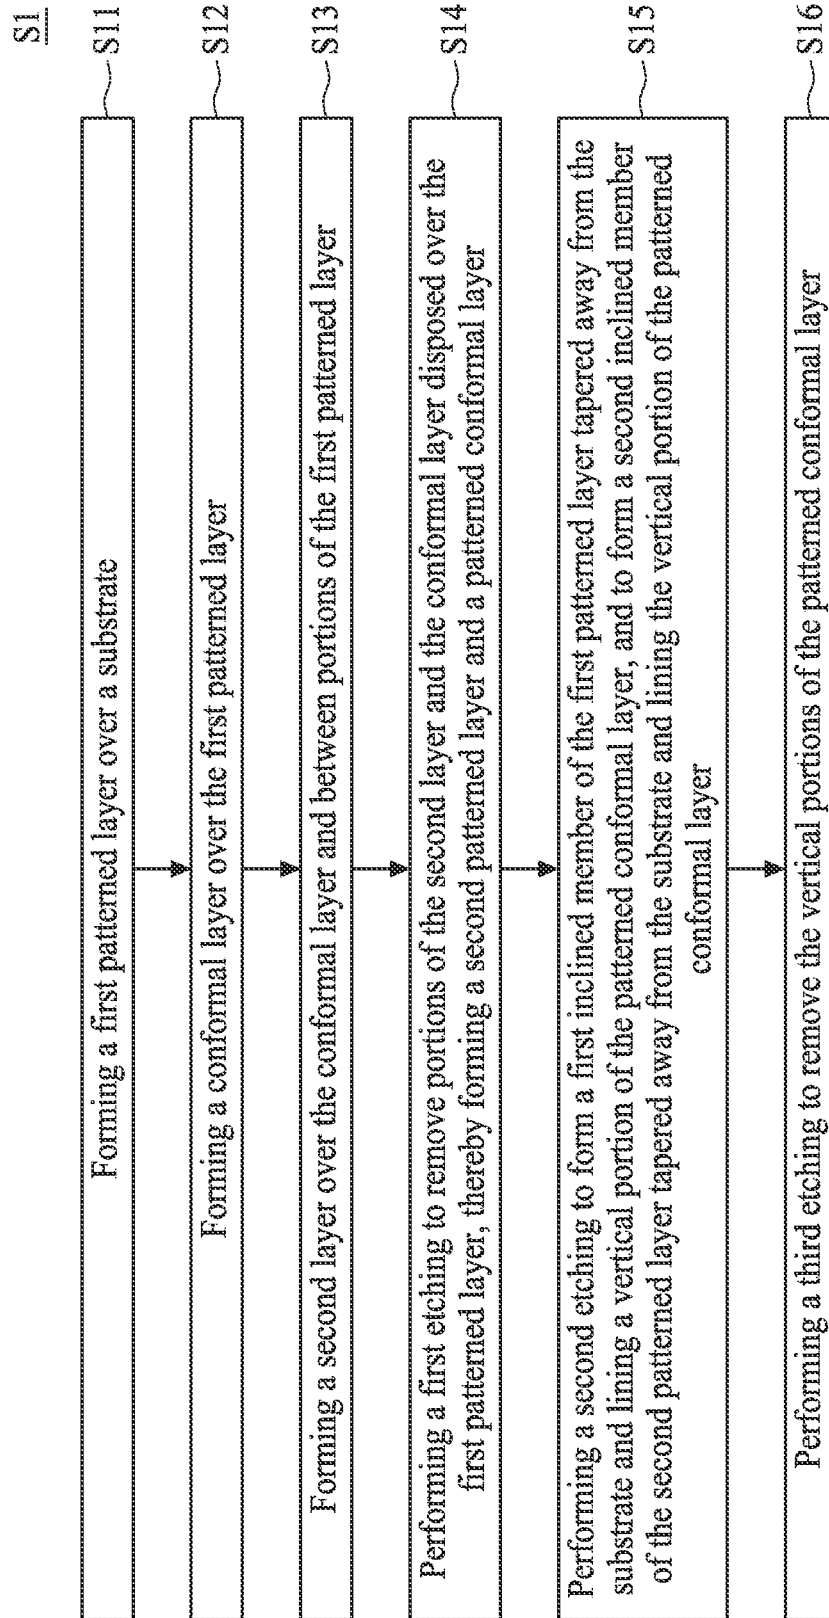 S1
Forming a first patterned layer over a substrate
S11
Forming a conformal layer over the first patterned layer
S12
Forming a second layer over the conformal layer and between portions of the first patterned layer
S13
Performing a first etching to remove portions of the second layer and the conformal layer disposed over the
first patterned layer, thereby forming a second patterned layer and a patterned conformal layer
S14
Performing a second etching to form a first inclined member of the first patterned layer tapered away from the
substrate and lining a vertical portion of the patterned conformal layer, and to form a second inclined member
of the second patterned layer tapered away from the substrate and lining the vertical portion of the patterned
conformal layer
S15
Performing a third etching to remove the vertical portions of the patterned conformal layer
S16